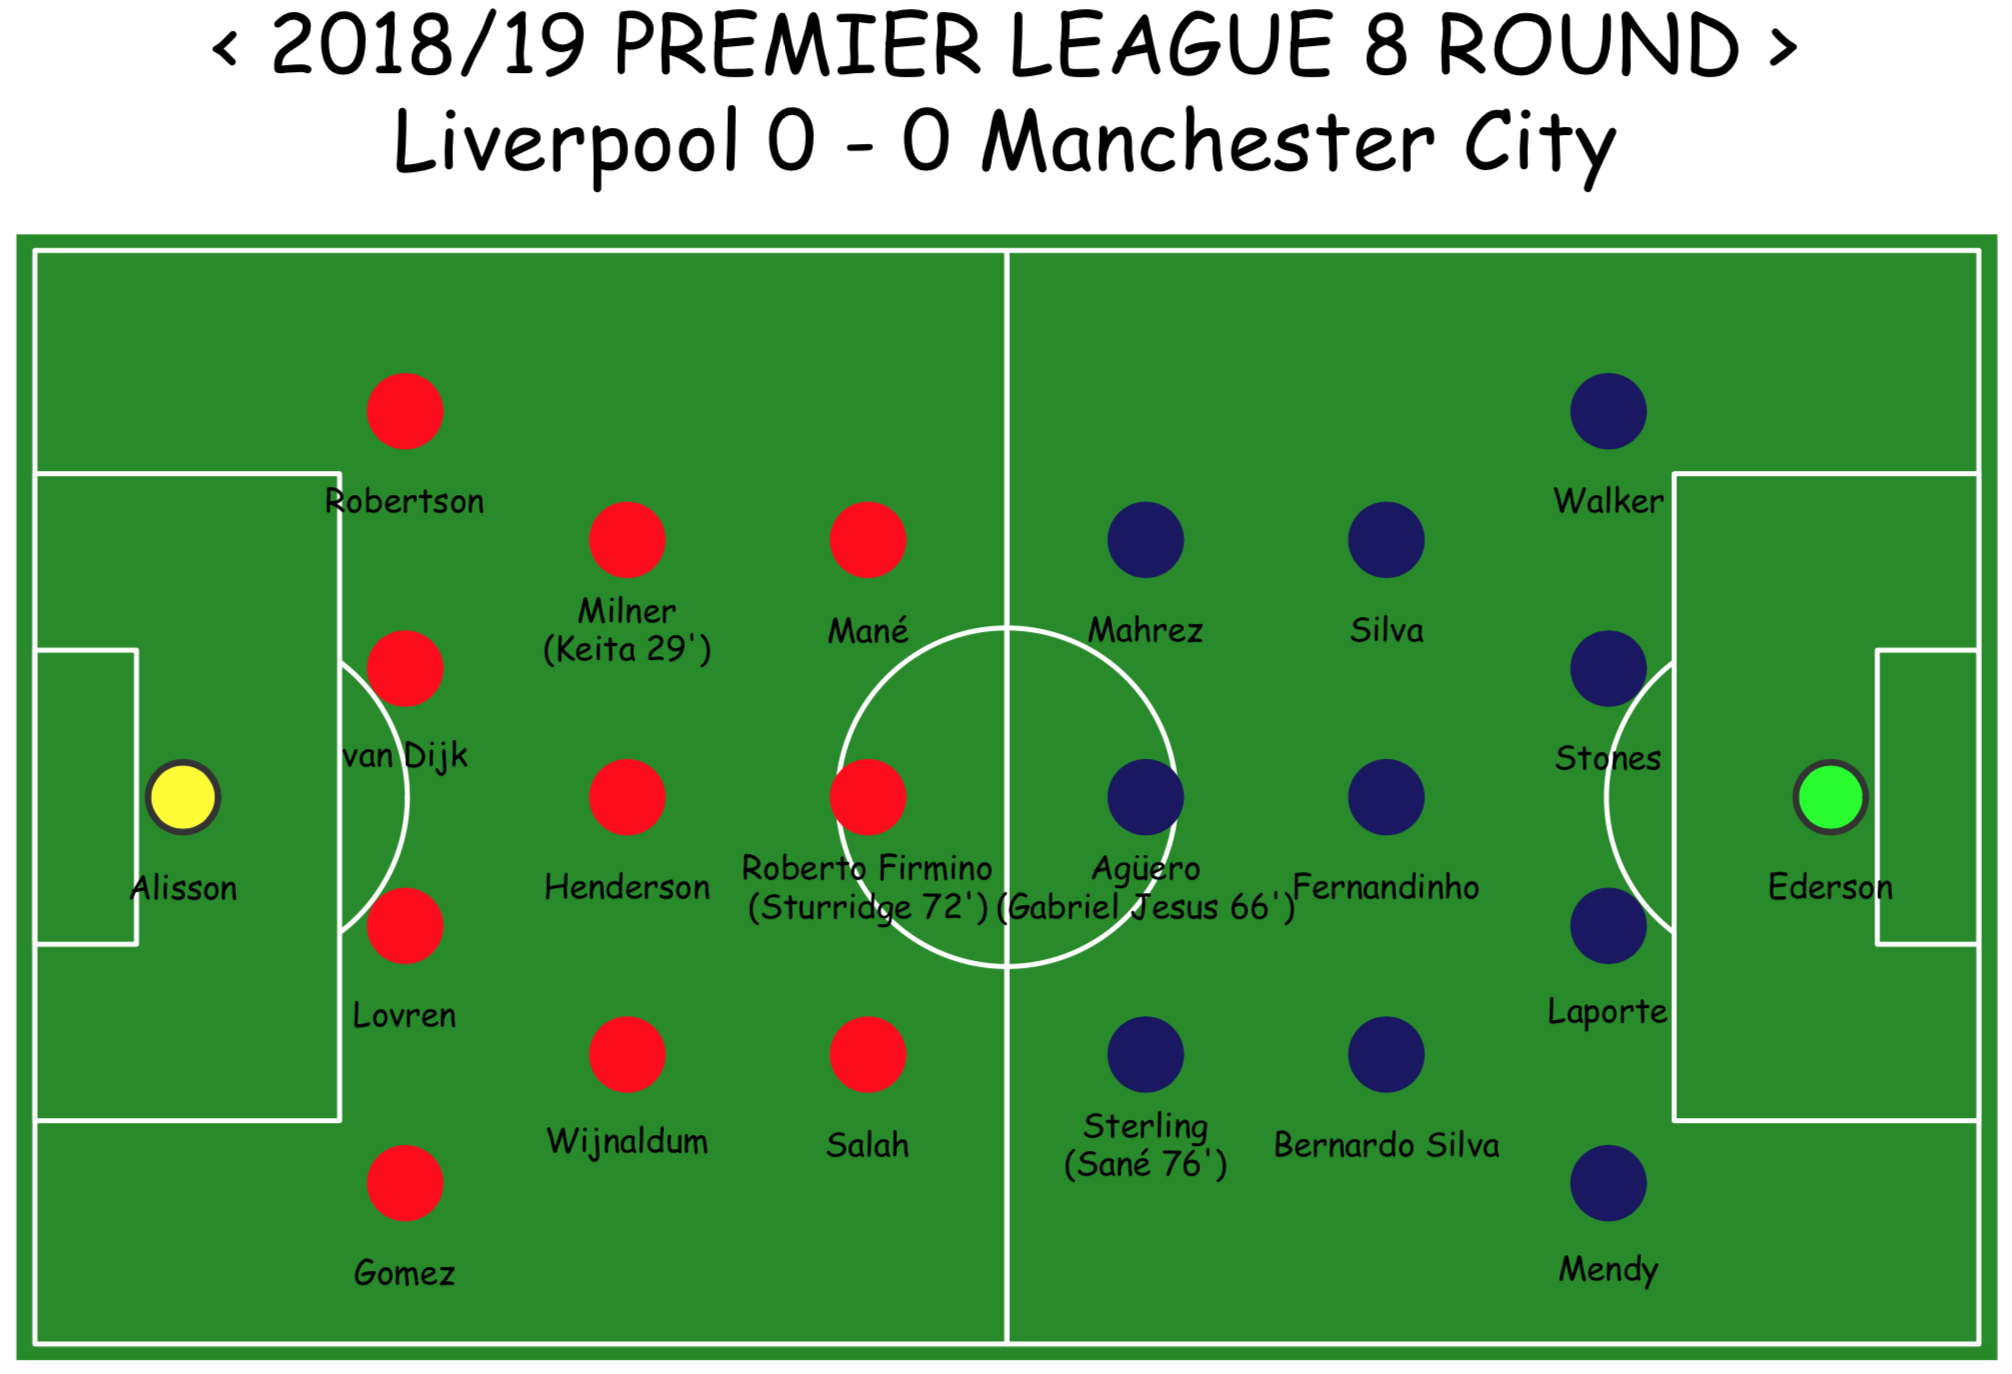 < 2018/19 PREMIER LEAGUE 8 ROUND >
Liverpool 0 - 0 Manchester City
Robertson
Walker
Milner
(Keita 29')
Mané
Mahrez
Silva
van Dijk
Stones
Alisson
Henderson
Roberto Firmino
(Sturridge 72')
Agüero
(Gabriel Jesus 66')
Fernandinho
Ederson
Lovren
Laporte
Wijnaldum
Salah
Sterling
(Sané 76')
Bernardo Silva
Gomez
Mendy